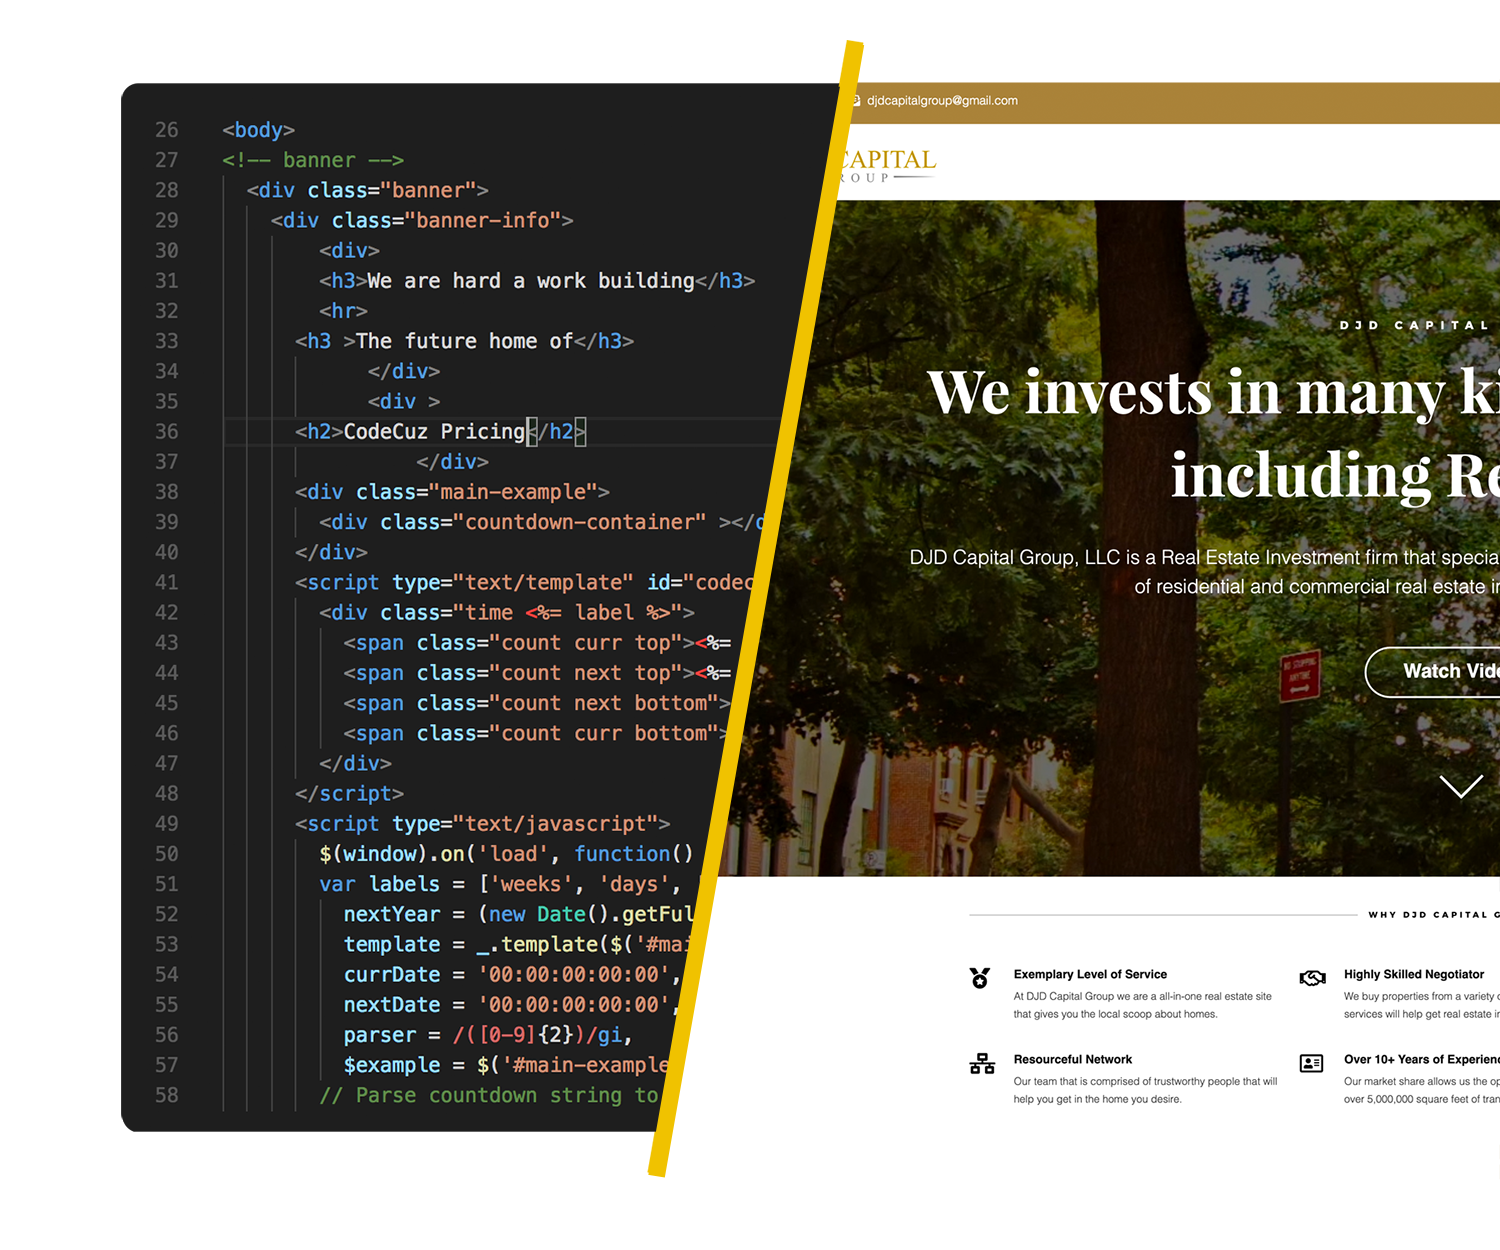 26 <body>
27 <!-- banner -->
28 <div class="banner">
29 <div class="banner-info">
30 <div>
31 <h3>We are hard a work building</h3>
32 <hr>
33 <h3 >The future home of</h3>
34 </div>
35 <div >
36 <h2>CodeCuz Pricing</h2>
37 </div>
38 <div class="main-example">
39 <div class="countdown-container" ></d
40 </div>
41 <script type="text/template" id="codec
42 <div class="time <%= label %>">
43 <span class="count curr top"><%=
44 <span class="count next top"><%=
45 <span class="count next bottom">
46 <span class="count curr bottom">
47 </div>
48 </script>
49 <script type="text/javascript">
50 $(window).on('load', function()
51 var labels = ['weeks', 'days',
52 nextYear = (new Date().getFul
53 template = _.template($('#mai
54 currDate = '00:00:00:00:00',
55 nextDate = '00:00:00:00:00',
56 parser = /([0-9]{2})/gi,
57 $example = $('#main-example
58 // Parse countdown string to
djdcapitalgroup@gmail.com
CAPITAL
ROUP
DJD CAPITAL
We invests in many ki
including Re
DJD Capital Group, LLC is a Real Estate Investment firm that specia
of residential and commercial real estate in
NO STOPPING
ANYTIME
Watch Vide
WHY DJD CAPITAL G
Exemplary Level of Service
At DJD Capital Group we are a all-in-one real estate site
that gives you the local scoop about homes.
Highly Skilled Negotiator
We buy properties from a variety o
services will help get real estate in
Resourceful Network
Our team that is comprised of trustworthy people that will
help you get in the home you desire.
Over 10+ Years of Experienc
Our market share allows us the op
over 5,000,000 square feet of tran